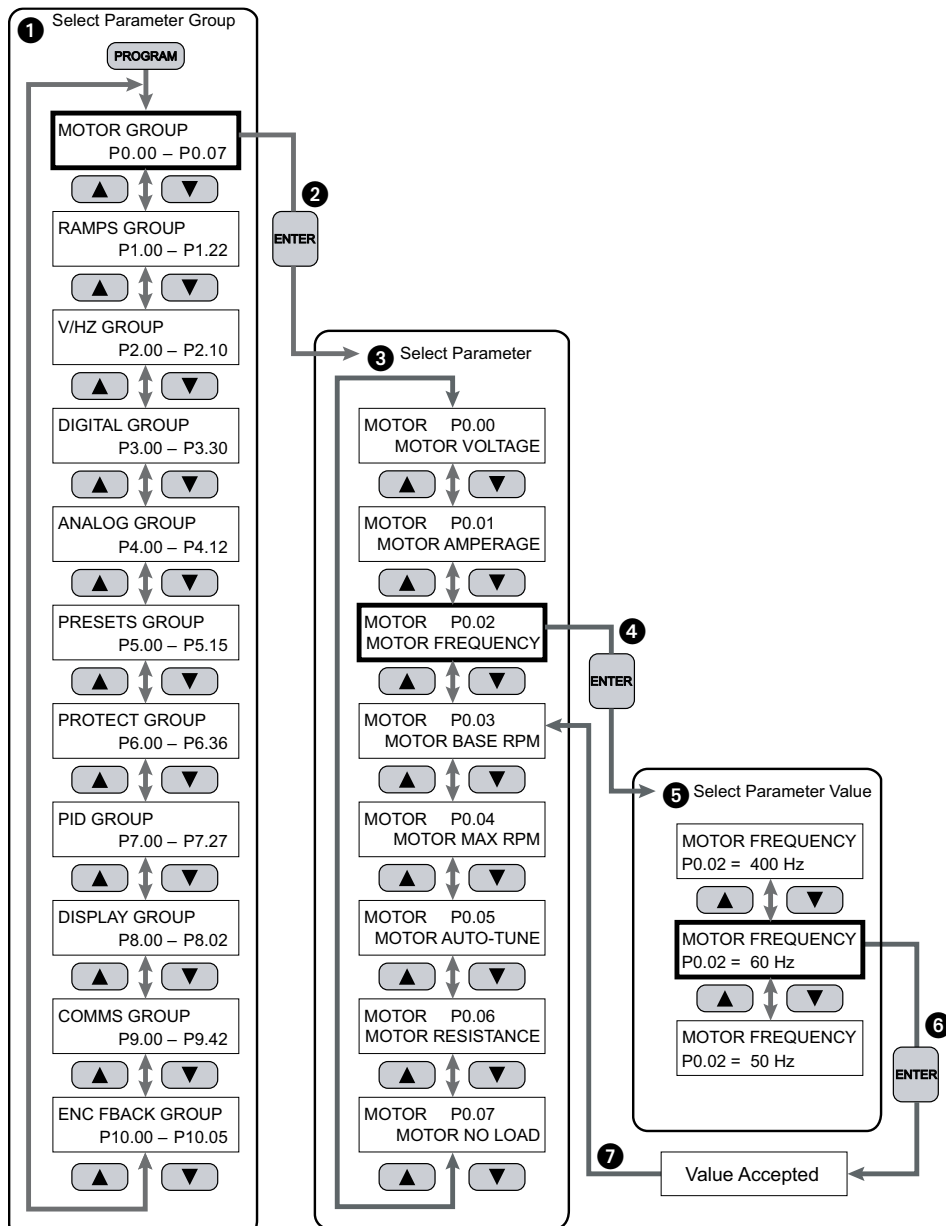 1 Select Parameter Group
PROGRAM
MOTOR GROUP
P0.00 – P0.07
RAMPS GROUP
P1.00 – P1.22
V/HZ GROUP
P2.00 – P2.10
DIGITAL GROUP
P3.00 – P3.30
ANALOG GROUP
P4.00 – P4.12
PRESETS GROUP
P5.00 – P5.15
PROTECT GROUP
P6.00 – P6.36
PID GROUP
P7.00 – P7.27
DISPLAY GROUP
P8.00 – P8.02
COMMS GROUP
P9.00 – P9.42
ENC FBACK GROUP
P10.00 – P10.05
2
ENTER
3 Select Parameter
MOTOR P0.00
MOTOR VOLTAGE
MOTOR P0.01
MOTOR AMPERAGE
MOTOR P0.02
MOTOR FREQUENCY
MOTOR P0.03
MOTOR BASE RPM
MOTOR P0.04
MOTOR MAX RPM
MOTOR P0.05
MOTOR AUTO-TUNE
MOTOR P0.06
MOTOR RESISTANCE
MOTOR P0.07
MOTOR NO LOAD
4
ENTER
5 Select Parameter Value
MOTOR FREQUENCY
P0.02 = 400 Hz
MOTOR FREQUENCY
P0.02 = 60 Hz
MOTOR FREQUENCY
P0.02 = 50 Hz
6
ENTER
7
Value Accepted